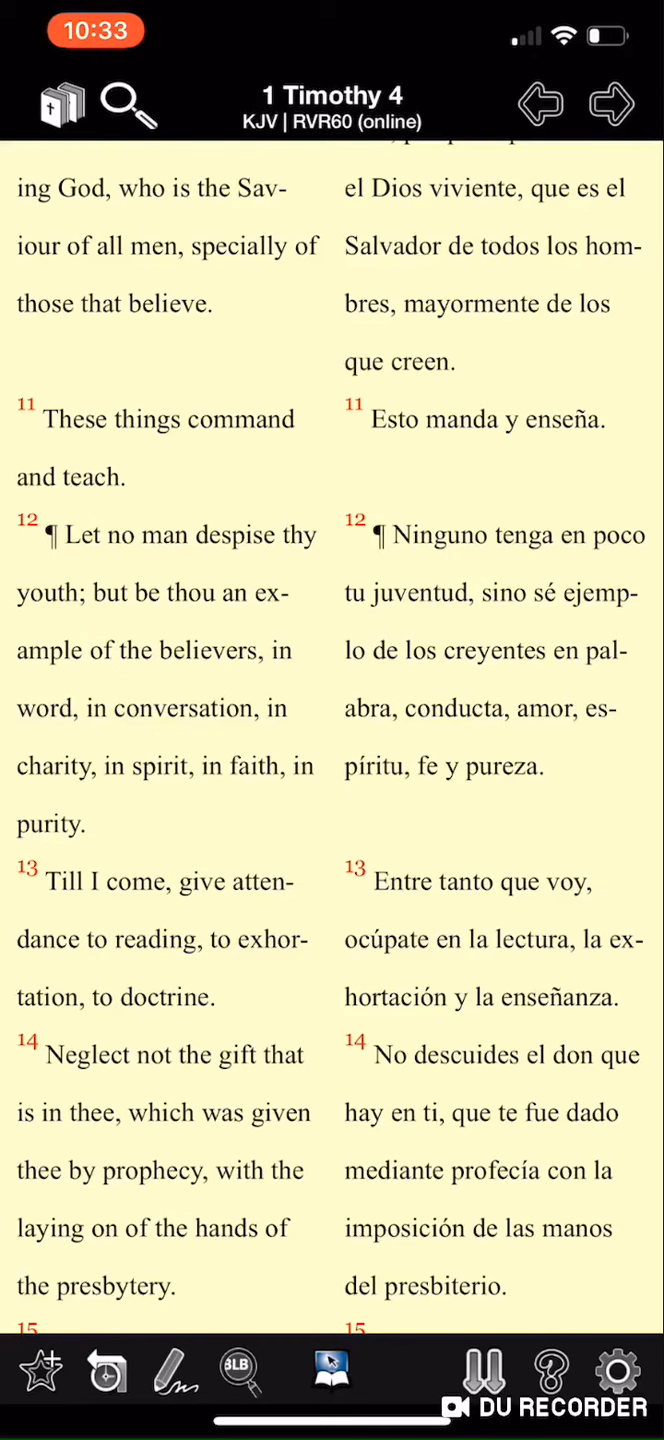 10:33
1 Timothy 4
KJV | RVR60 (online)
ing God, who is the Sav-
iour of all men, specially of
those that believe.
11 These things command
and teach.
12 ¶ Let no man despise thy
youth; but be thou an ex-
ample of the believers, in
word, in conversation, in
charity, in spirit, in faith, in
purity.
13 Till I come, give atten-
dance to reading, to exhor-
tation, to doctrine.
14 Neglect not the gift that
is in thee, which was given
thee by prophecy, with the
laying on of the hands of
the presbytery.
15
el Dios viviente, que es el
Salvador de todos los hom-
bres, mayormente de los
que creen.
11 Esto manda y enseña.
12 ¶ Ninguno tenga en poco
tu juventud, sino sé ejemp-
lo de los creyentes en pal-
abra, conducta, amor, es-
píritu, fe y pureza.
13 Entre tanto que voy,
ocúpate en la lectura, la ex-
hortación y la enseñanza.
14 No descuides el don que
hay en ti, que te fue dado
mediante profecía con la
imposición de las manos
del presbiterio.
15
BLB
DU RECORDER